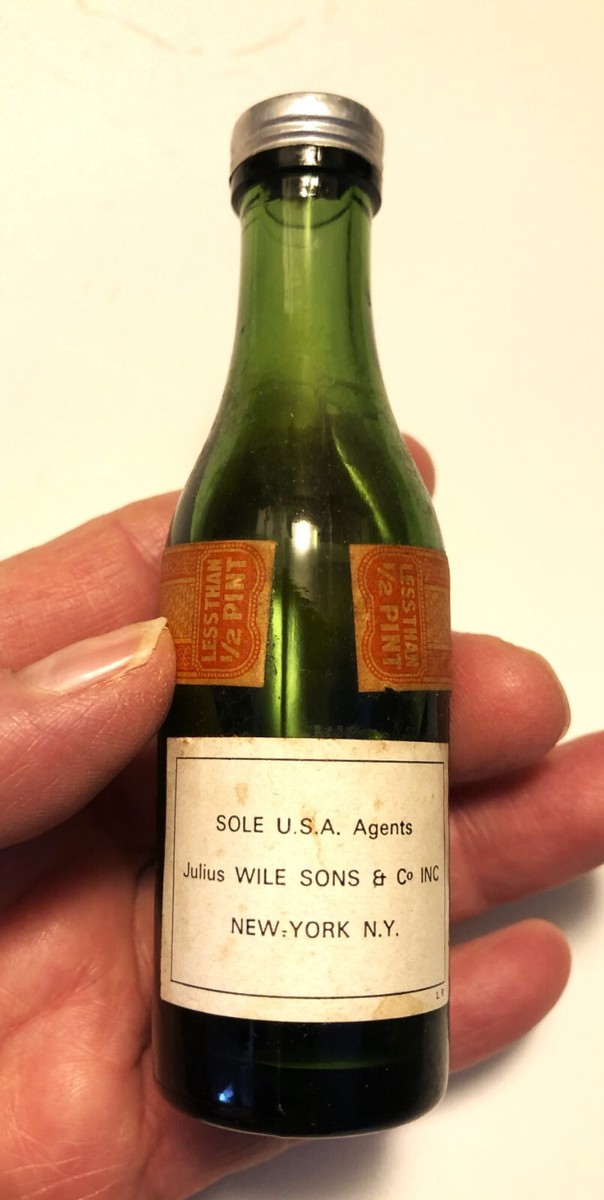 LESS THAN
1/2 PINT
LESS THAN
1/2 PINT
SOLE U.S.A. Agents
Julius WILE SONS & Co INC
NEW-YORK N.Y.